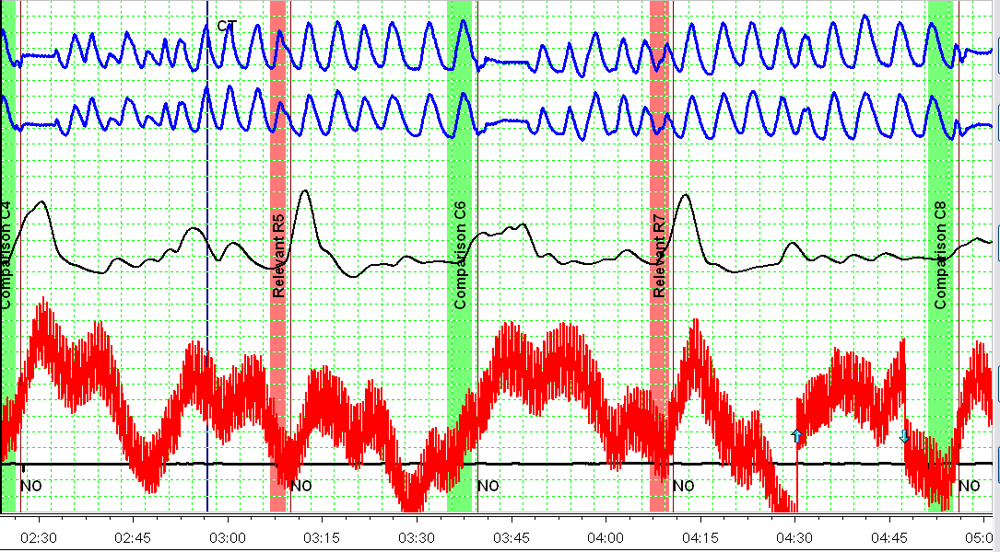 CT
Comparison C4
Relevant R5
Comparison C6
Relevant R7
Comparison C8
NO
NO
NO
NO
NO
02:30
02:45
03:00
03:15
03:30
03:45
04:00
04:15
04:30
04:45
05:0